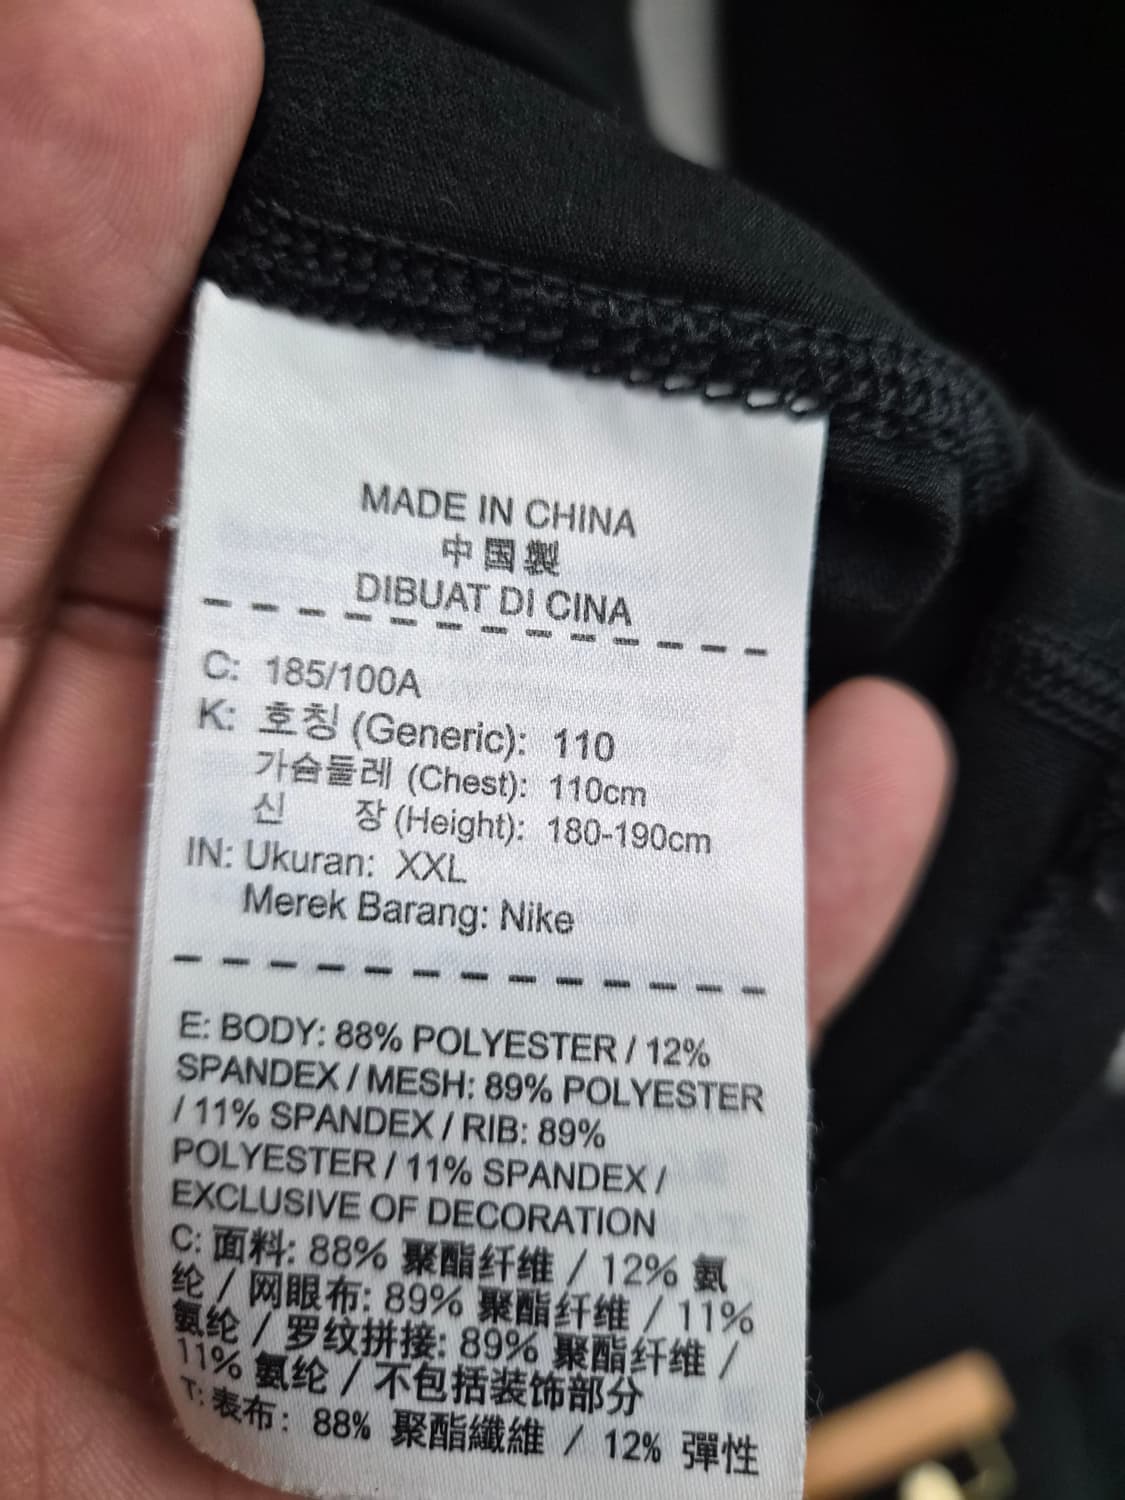 MADE IN CHINA
中国製
DIBUAT DI CINA
C: 185/100A
K: 호칭 (Generic): 110
가슴둘레 (Chest): 110cm
신 장 (Height): 180-190cm
IN: Ukuran: XXL
Merek Barang: Nike
E: BODY: 88% POLYESTER / 12%
SPANDEX / MESH: 89% POLYESTER
/ 11% SPANDEX / RIB: 89%
POLYESTER / 11% SPANDEX /
EXCLUSIVE OF DECORATION
C: 面料: 88% 聚酯纤维 / 12% 氨
纶 / 网眼布: 89% 聚酯纤维 / 11%
氨纶 / 罗纹拼接: 89% 聚酯纤维 /
11% 氨纶 / 不包括装饰部分
T: 表布: 88% 聚酯纖維 / 12% 彈性